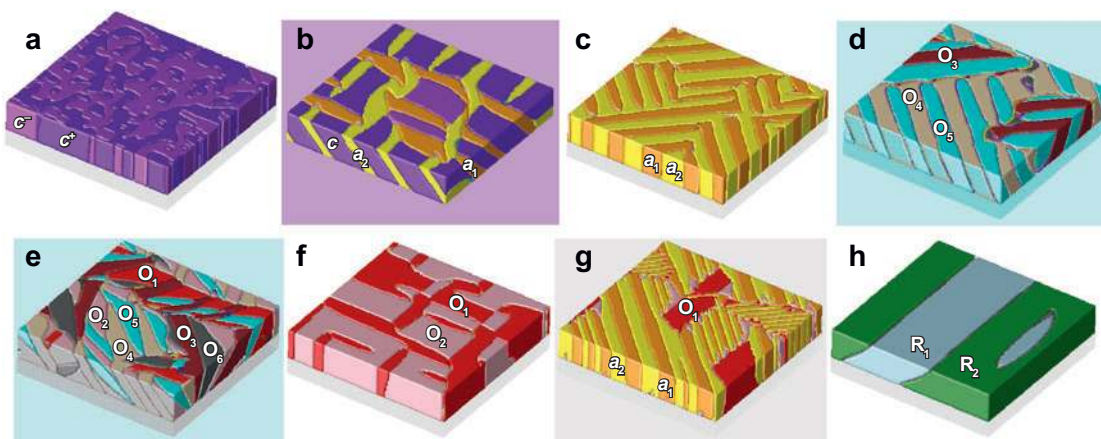 a
c⁻
c⁺
b
c
a₂
a₁
c
a₁
a₂
d
O₃
O₄
O₅
e
O₁
O₂
O₅
O₃
O₄
O₆
f
O₁
O₂
g
O₁
a₂
a₁
h
R₁
R₂